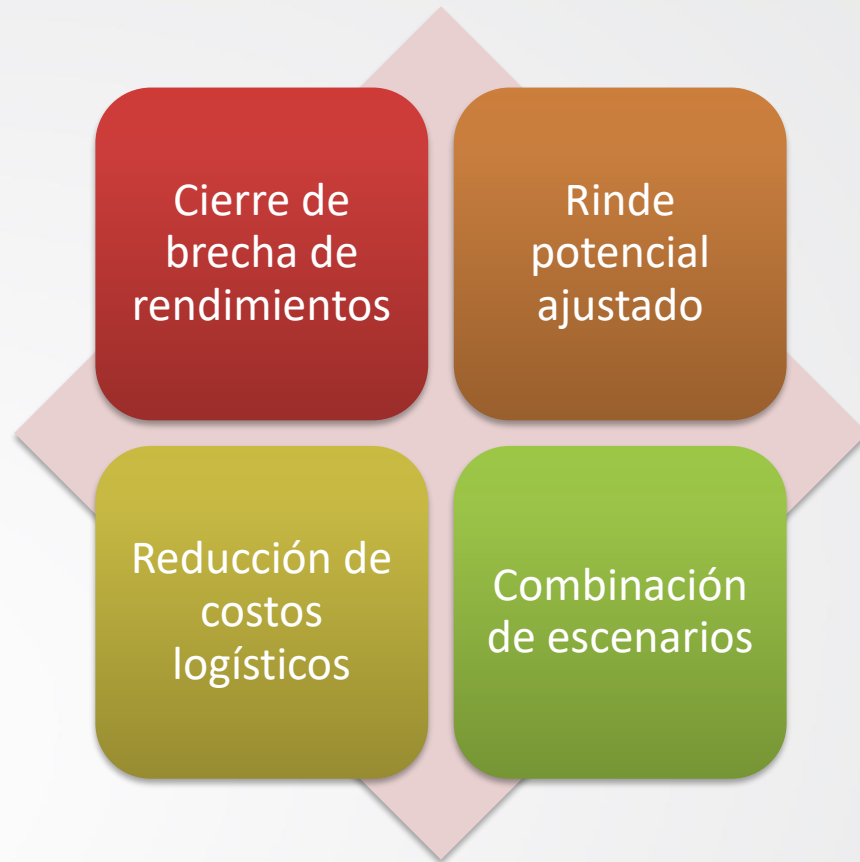 Cierre de
brecha de
rendimientos
Rinde
potencial
ajustado
Reducción de
costos
logísticos
Combinación
de escenarios